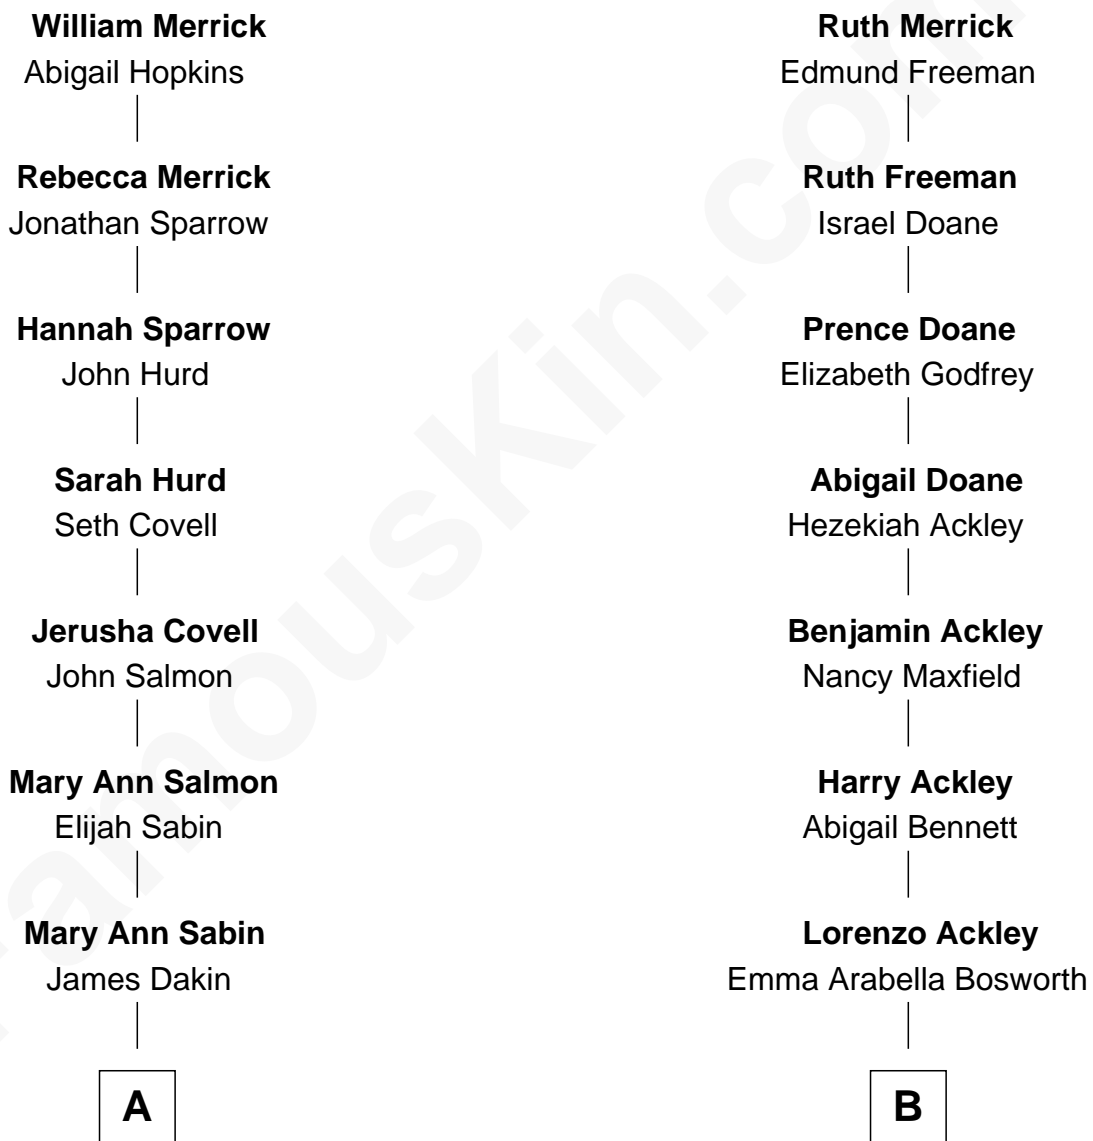 William Merrick
Abigail Hopkins
Rebecca Merrick
Jonathan Sparrow
Hannah Sparrow
John Hurd
Sarah Hurd
Seth Covell
Jerusha Covell
John Salmon
Mary Ann Salmon
Elijah Sabin
Mary Ann Sabin
James Dakin
A
Ruth Merrick
Edmund Freeman
Ruth Freeman
Israel Doane
Prence Doane
Elizabeth Godfrey
Abigail Doane
Hezekiah Ackley
Benjamin Ackley
Nancy Maxfield
Harry Ackley
Abigail Bennett
Lorenzo Ackley
Emma Arabella Bosworth
B
FamousKin.com